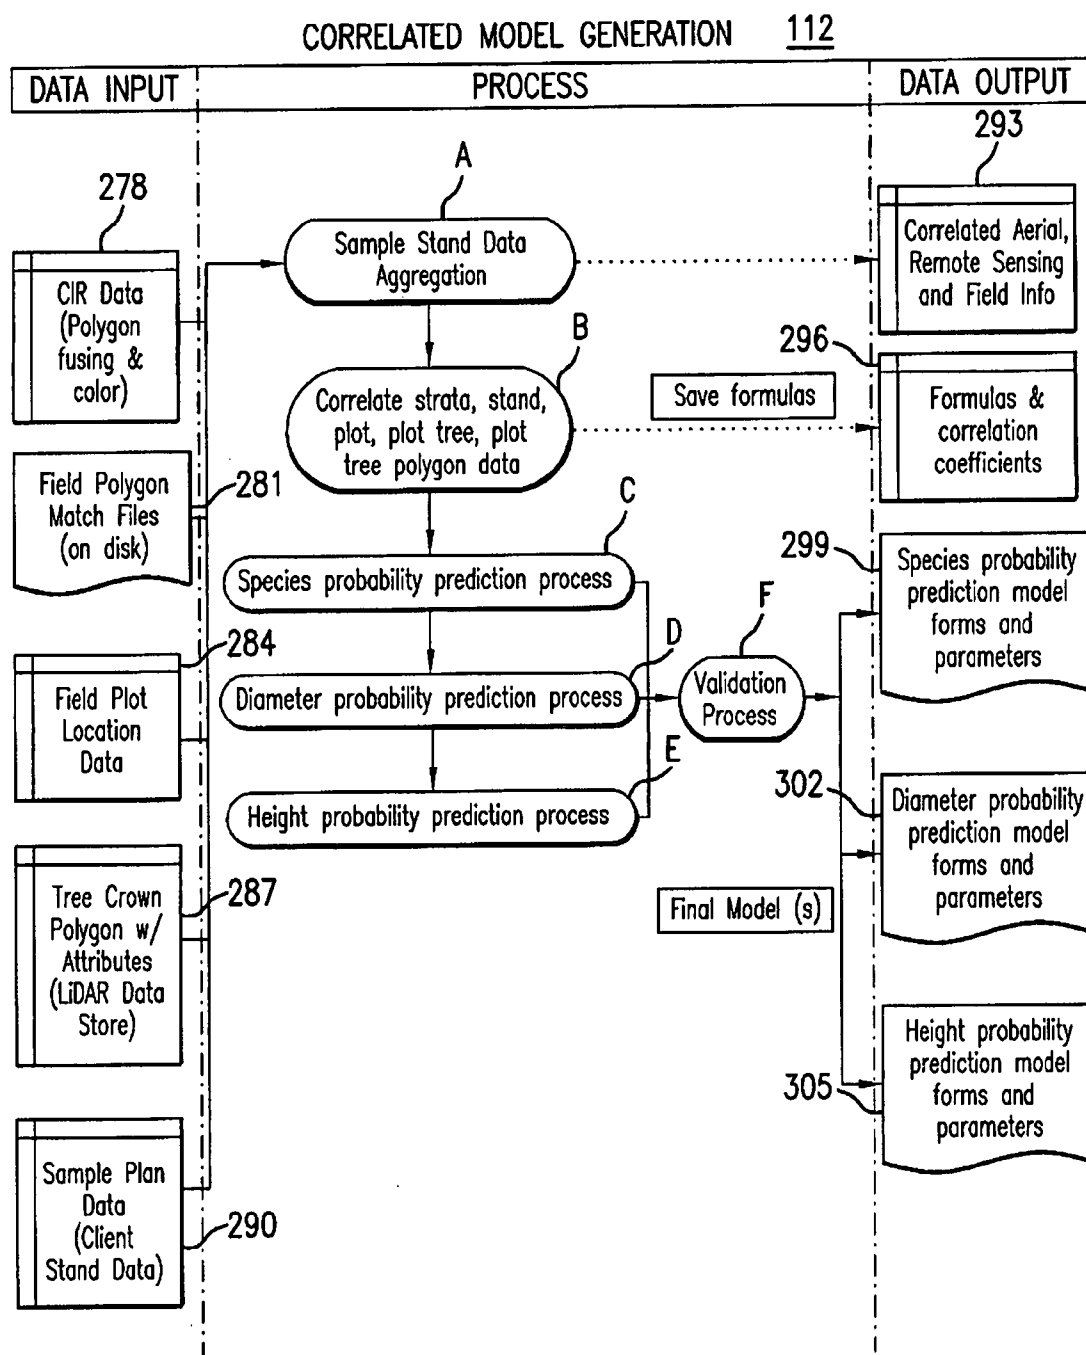 CORRELATED MODEL GENERATION 112
DATA INPUT
PROCESS
DATA OUTPUT
278
CIR Data
(Polygon
fusing &
color)
281
Field Polygon
Match Files
(on disk)
284
Field Plot
Location
Data
287
Tree Crown
Polygon w/
Attributes
(LiDAR Data
Store)
Sample Plan
Data
(Client
Stand Data)
290
A
Sample Stand Data
Aggregation
B
Correlate strata, stand,
plot, plot tree, plot
tree polygon data
Save formulas
C
Species probability prediction process
D
Diameter probability prediction process
E
Height probability prediction process
F
Validation
Process
Final Model (s)
293
Correlated Aerial,
Remote Sensing
and Field Info
296
Formulas &
correlation
coefficients
299
Species probability
prediction model
forms and
parameters
302
Diameter probability
prediction model
forms and
parameters
305
Height probability
prediction model
forms and
parameters